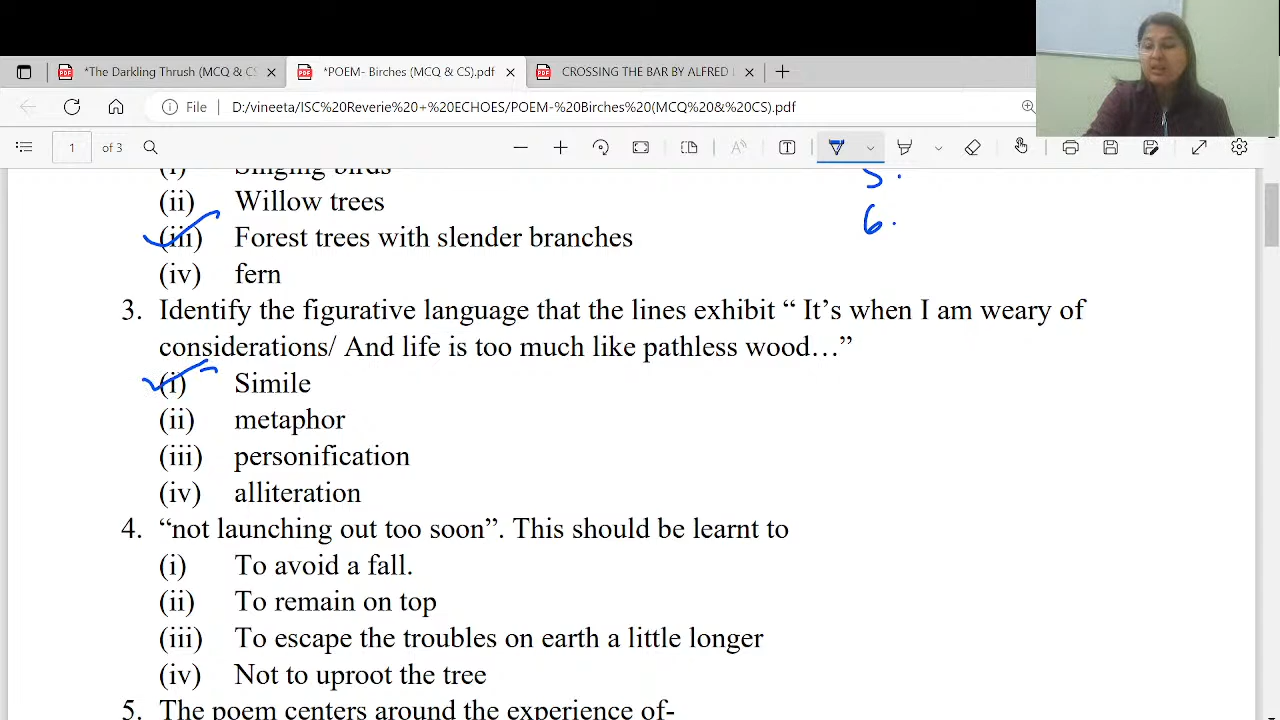 *The Darkling Thrush (MCQ & CS
*POEM- Birches (MCQ &CS).pdf
CROSSING THE BAR BY ALFRED
File
D:/vineeta/ISC%20Reverie%20+%20ECHOES/POEM-%20Birches%20(MCQ%20&%20CS).pdf
1 of 3
(i) Singing birds
5.
(ii) Willow trees
6.
(iii) Forest trees with slender branches
(iv) fern
3. Identify the figurative language that the lines exhibit “ It’s when I am weary of
considerations/ And life is too much like pathless wood…”
(i) Simile
(ii) metaphor
(iii) personification
(iv) alliteration
4. “not launching out too soon”. This should be learnt to
(i) To avoid a fall.
(ii) To remain on top
(iii) To escape the troubles on earth a little longer
(iv) Not to uproot the tree
5. The poem centers around the experience of-